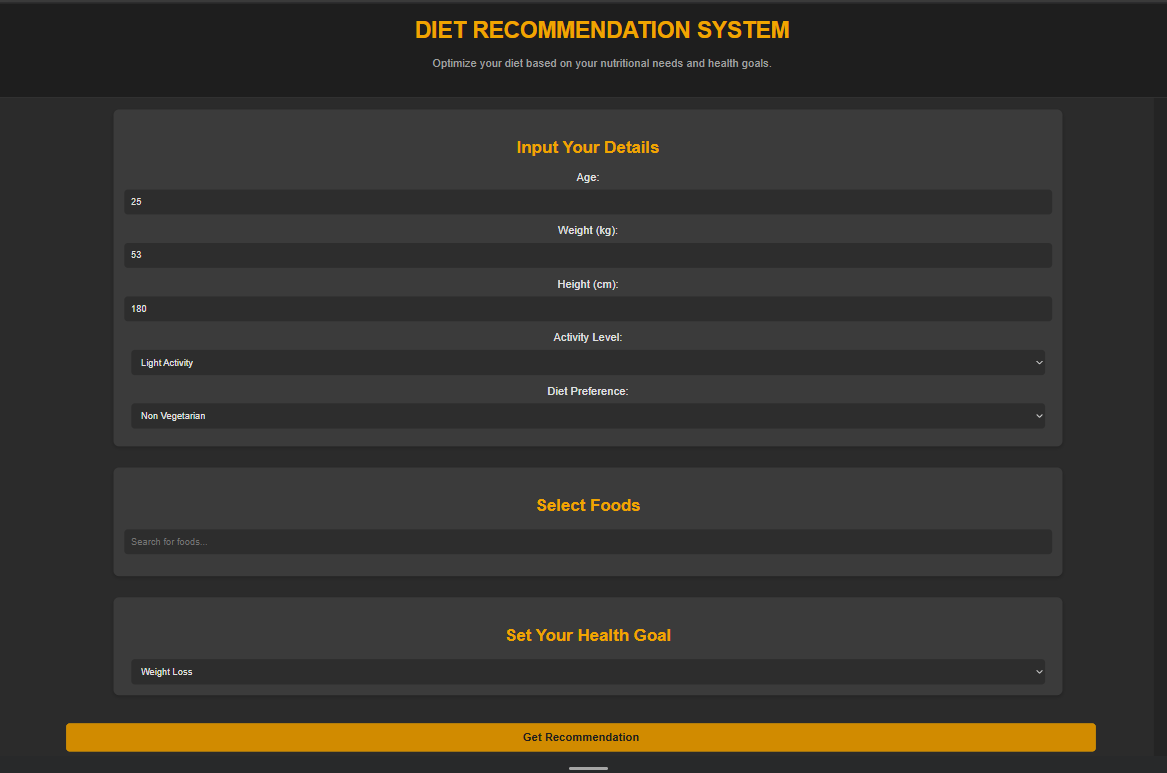 DIET RECOMMENDATION SYSTEM
Optimize your diet based on your nutritional needs and health goals.
Input Your Details
Age:
25
Weight (kg):
53
Height (cm):
180
Activity Level:
Light Activity
Diet Preference:
Non Vegetarian
Select Foods
Search for foods...
Set Your Health Goal
Weight Loss
Get Recommendation